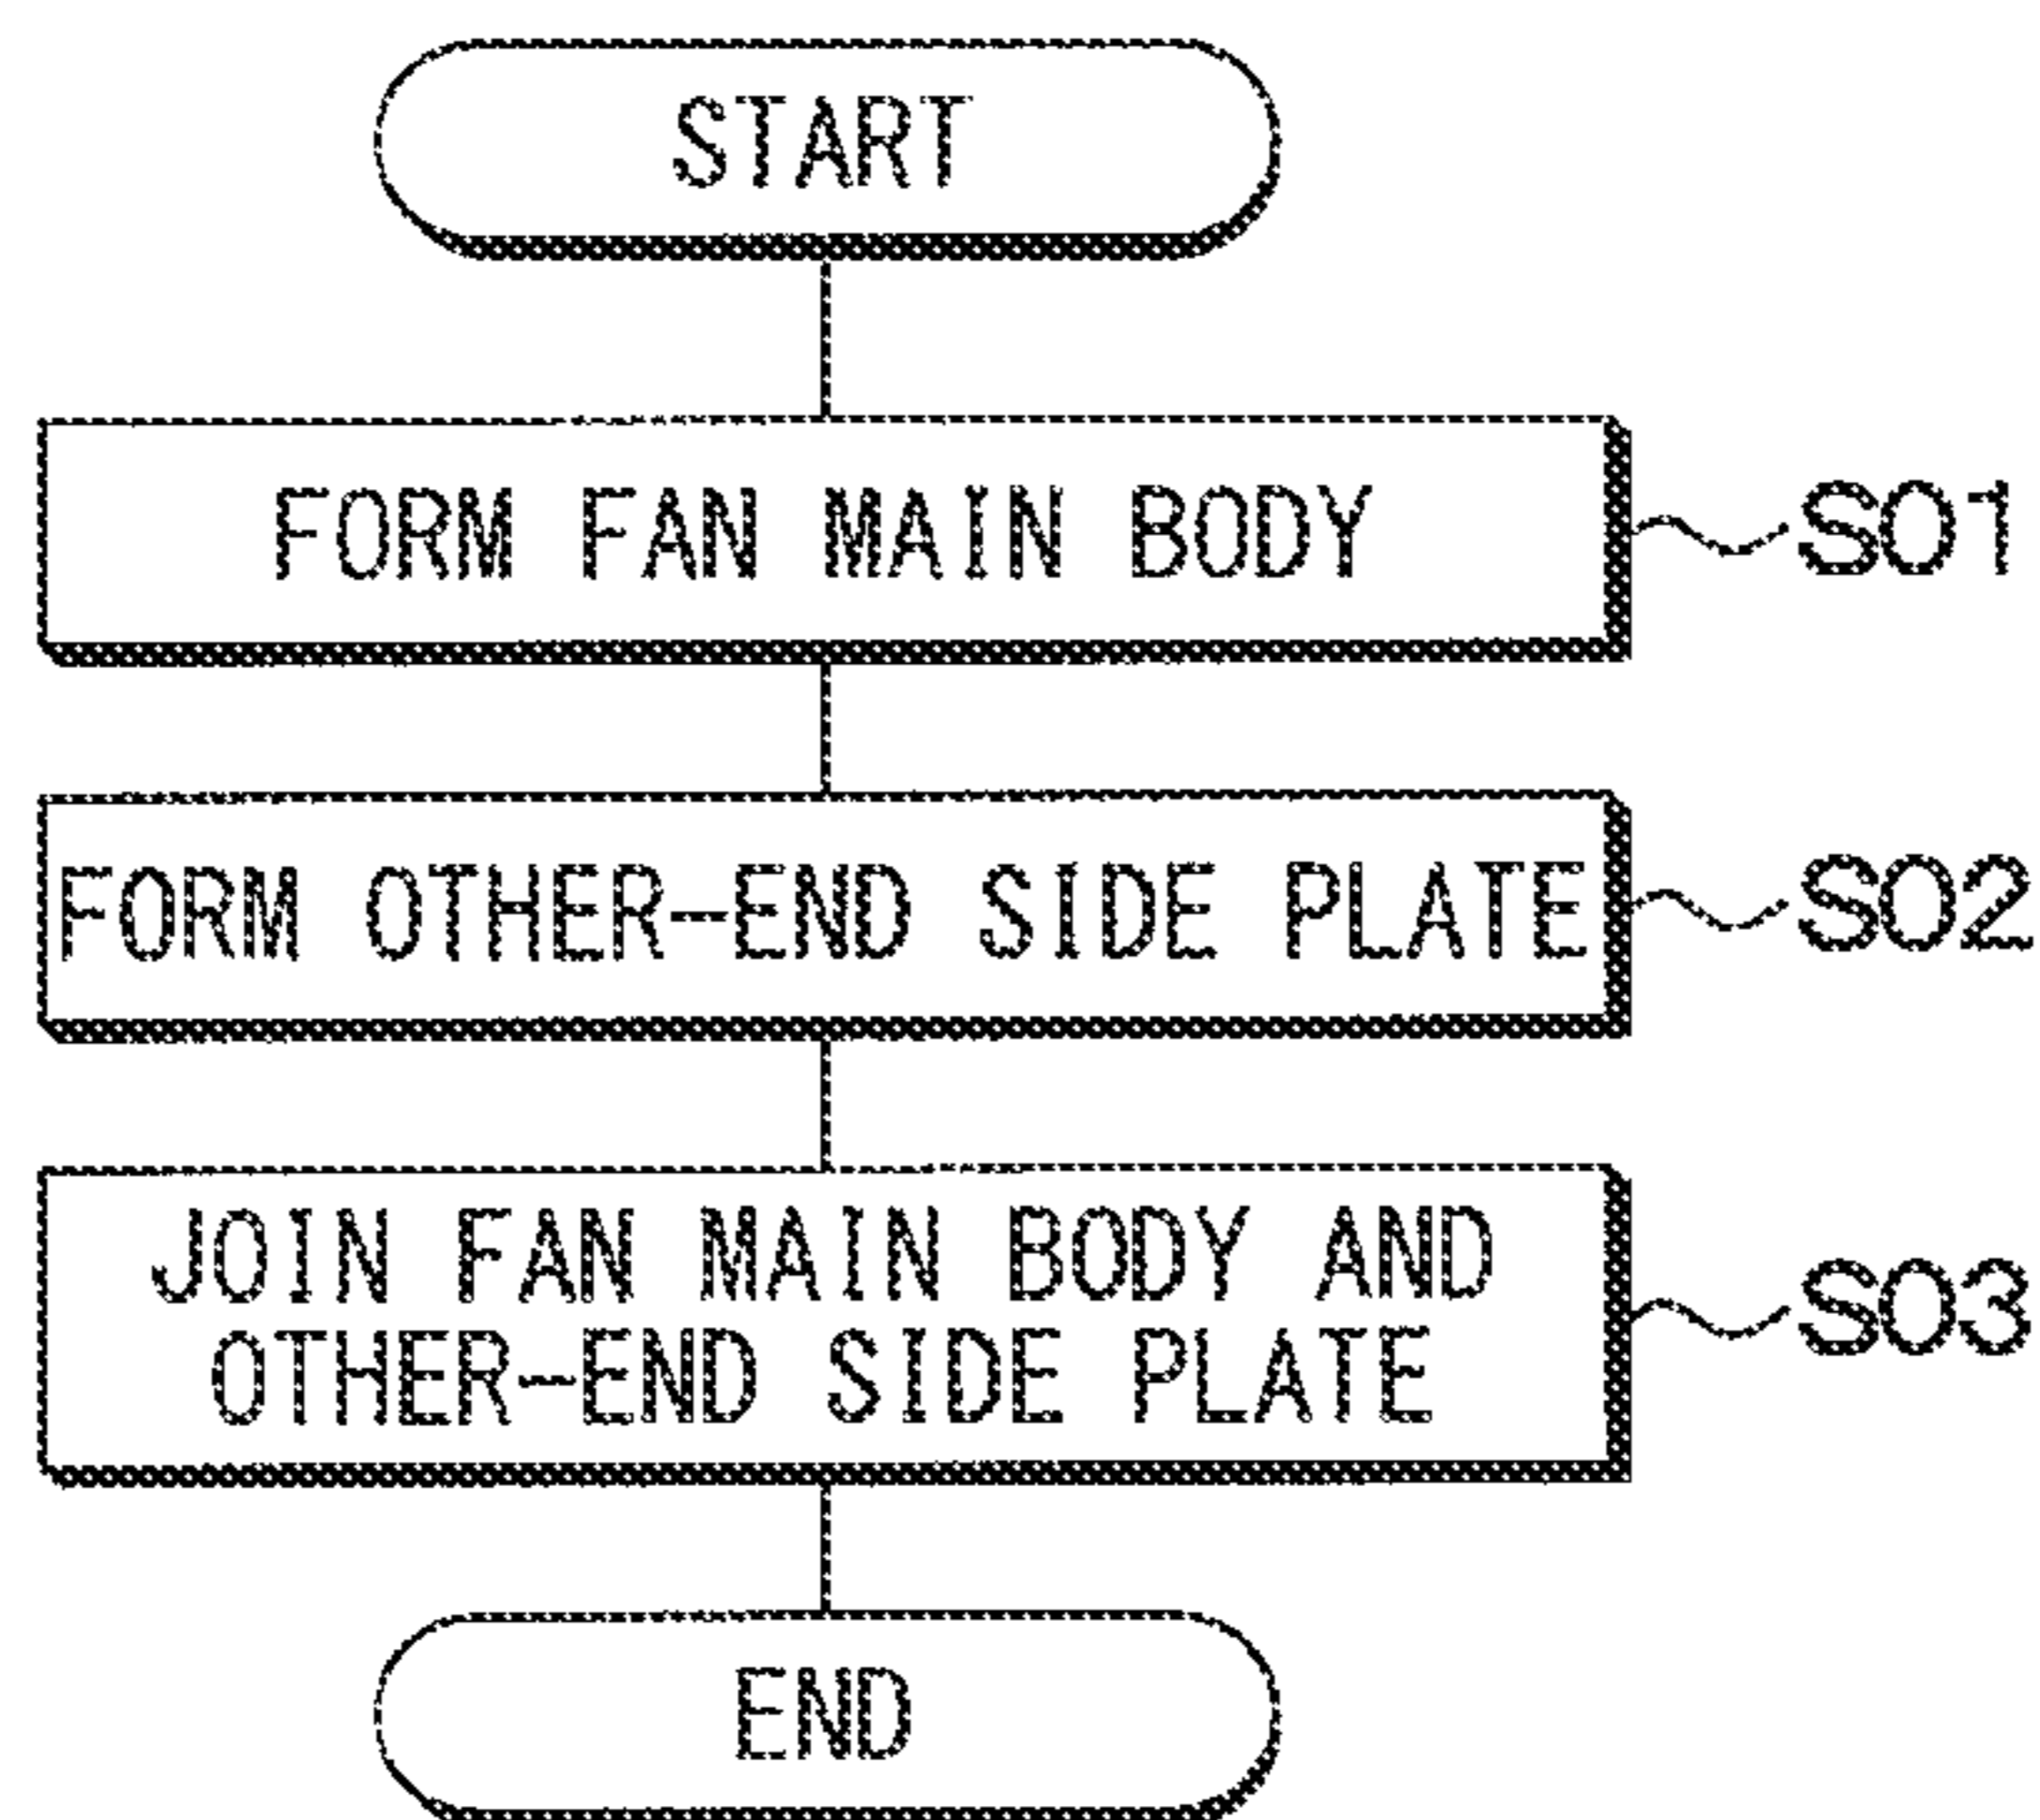 START
FORM FAN MAIN BODY
S01
FORM OTHER-END SIDE PLATE
S02
JOIN FAN MAIN BODY AND
OTHER-END SIDE PLATE
S03
END